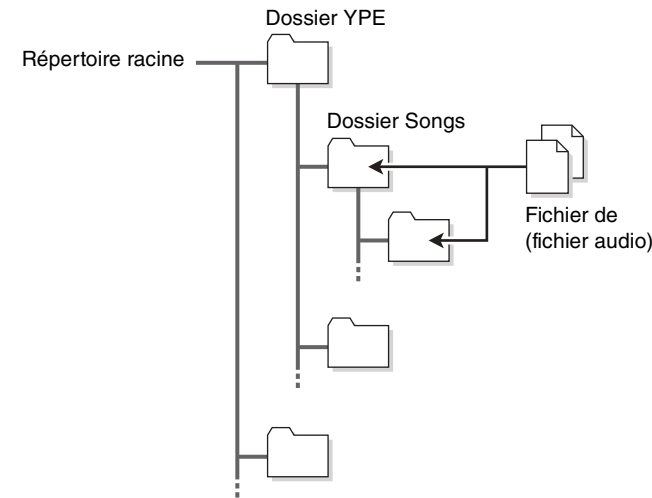 Dossier YPE
Répertoire racine
Dossier Songs
Fichier de
(fichier audio)